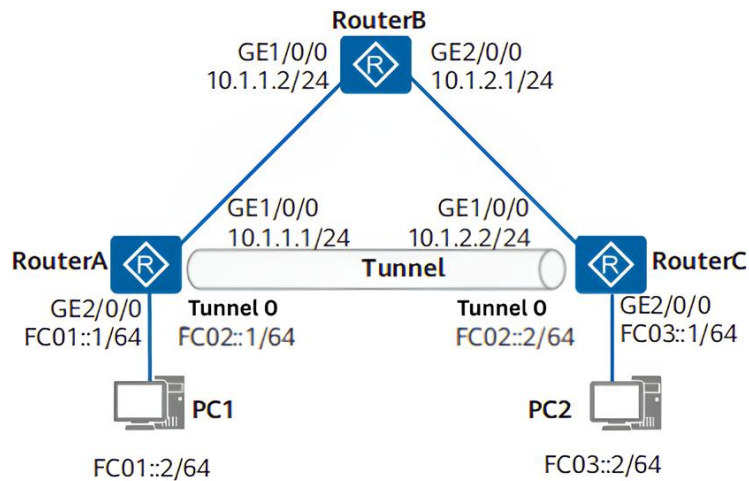 RouterB
GE1/0/0
10.1.1.2/24
GE2/0/0
10.1.2.1/24
GE1/0/0
10.1.1.1/24
GE1/0/0
10.1.2.2/24
RouterA
Tunnel
RouterC
GE2/0/0
FC01::1/64
Tunnel 0
FC02::1/64
Tunnel 0
FC02::2/64
GE2/0/0
FC03::1/64
PC1
PC2
FC01::2/64
FC03::2/64
R
R
R